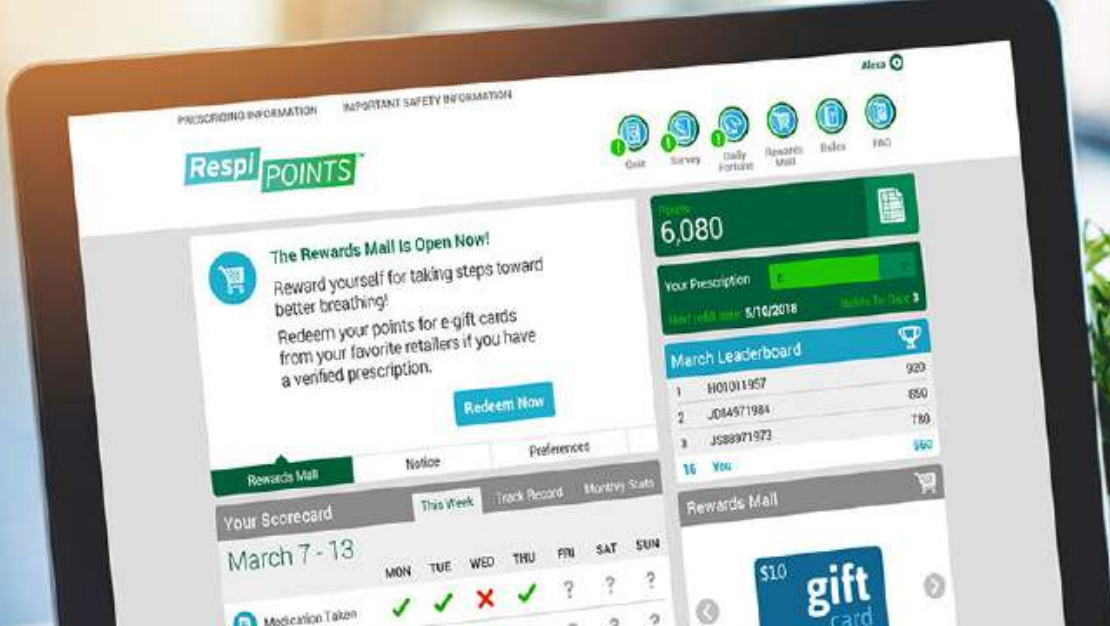 Alexa
PRESCRIBING INFORMATION IMPORTANT SAFETY INFORMATION
Respi POINTS™
Quiz
Survey
Daily Fortune
Rewards Mall
Rules
FAQ
The Rewards Mall Is Open Now!
Reward yourself for taking steps toward
better breathing!
Redeem your points for e-gift cards
from your favorite retailers if you have
a verified prescription.
Redeem Now
Rewards Mall Notice Preferences
Points
6,080
Your Prescription
Next refill date: 5/10/2018 Refills To Date 3
March Leaderboard
1 H01011957 920
2 JD84971984
3 JS88971973 780
16 You 560
Your Scorecard This Week Track Record Monthly Stats
March 7 - 13
MON TUE WED THU FRI SAT SUN
Medication Taken ✓ ✓ ✗ ✓ ? ? ?
? ? ?
Rewards Mall
$10 gift
card